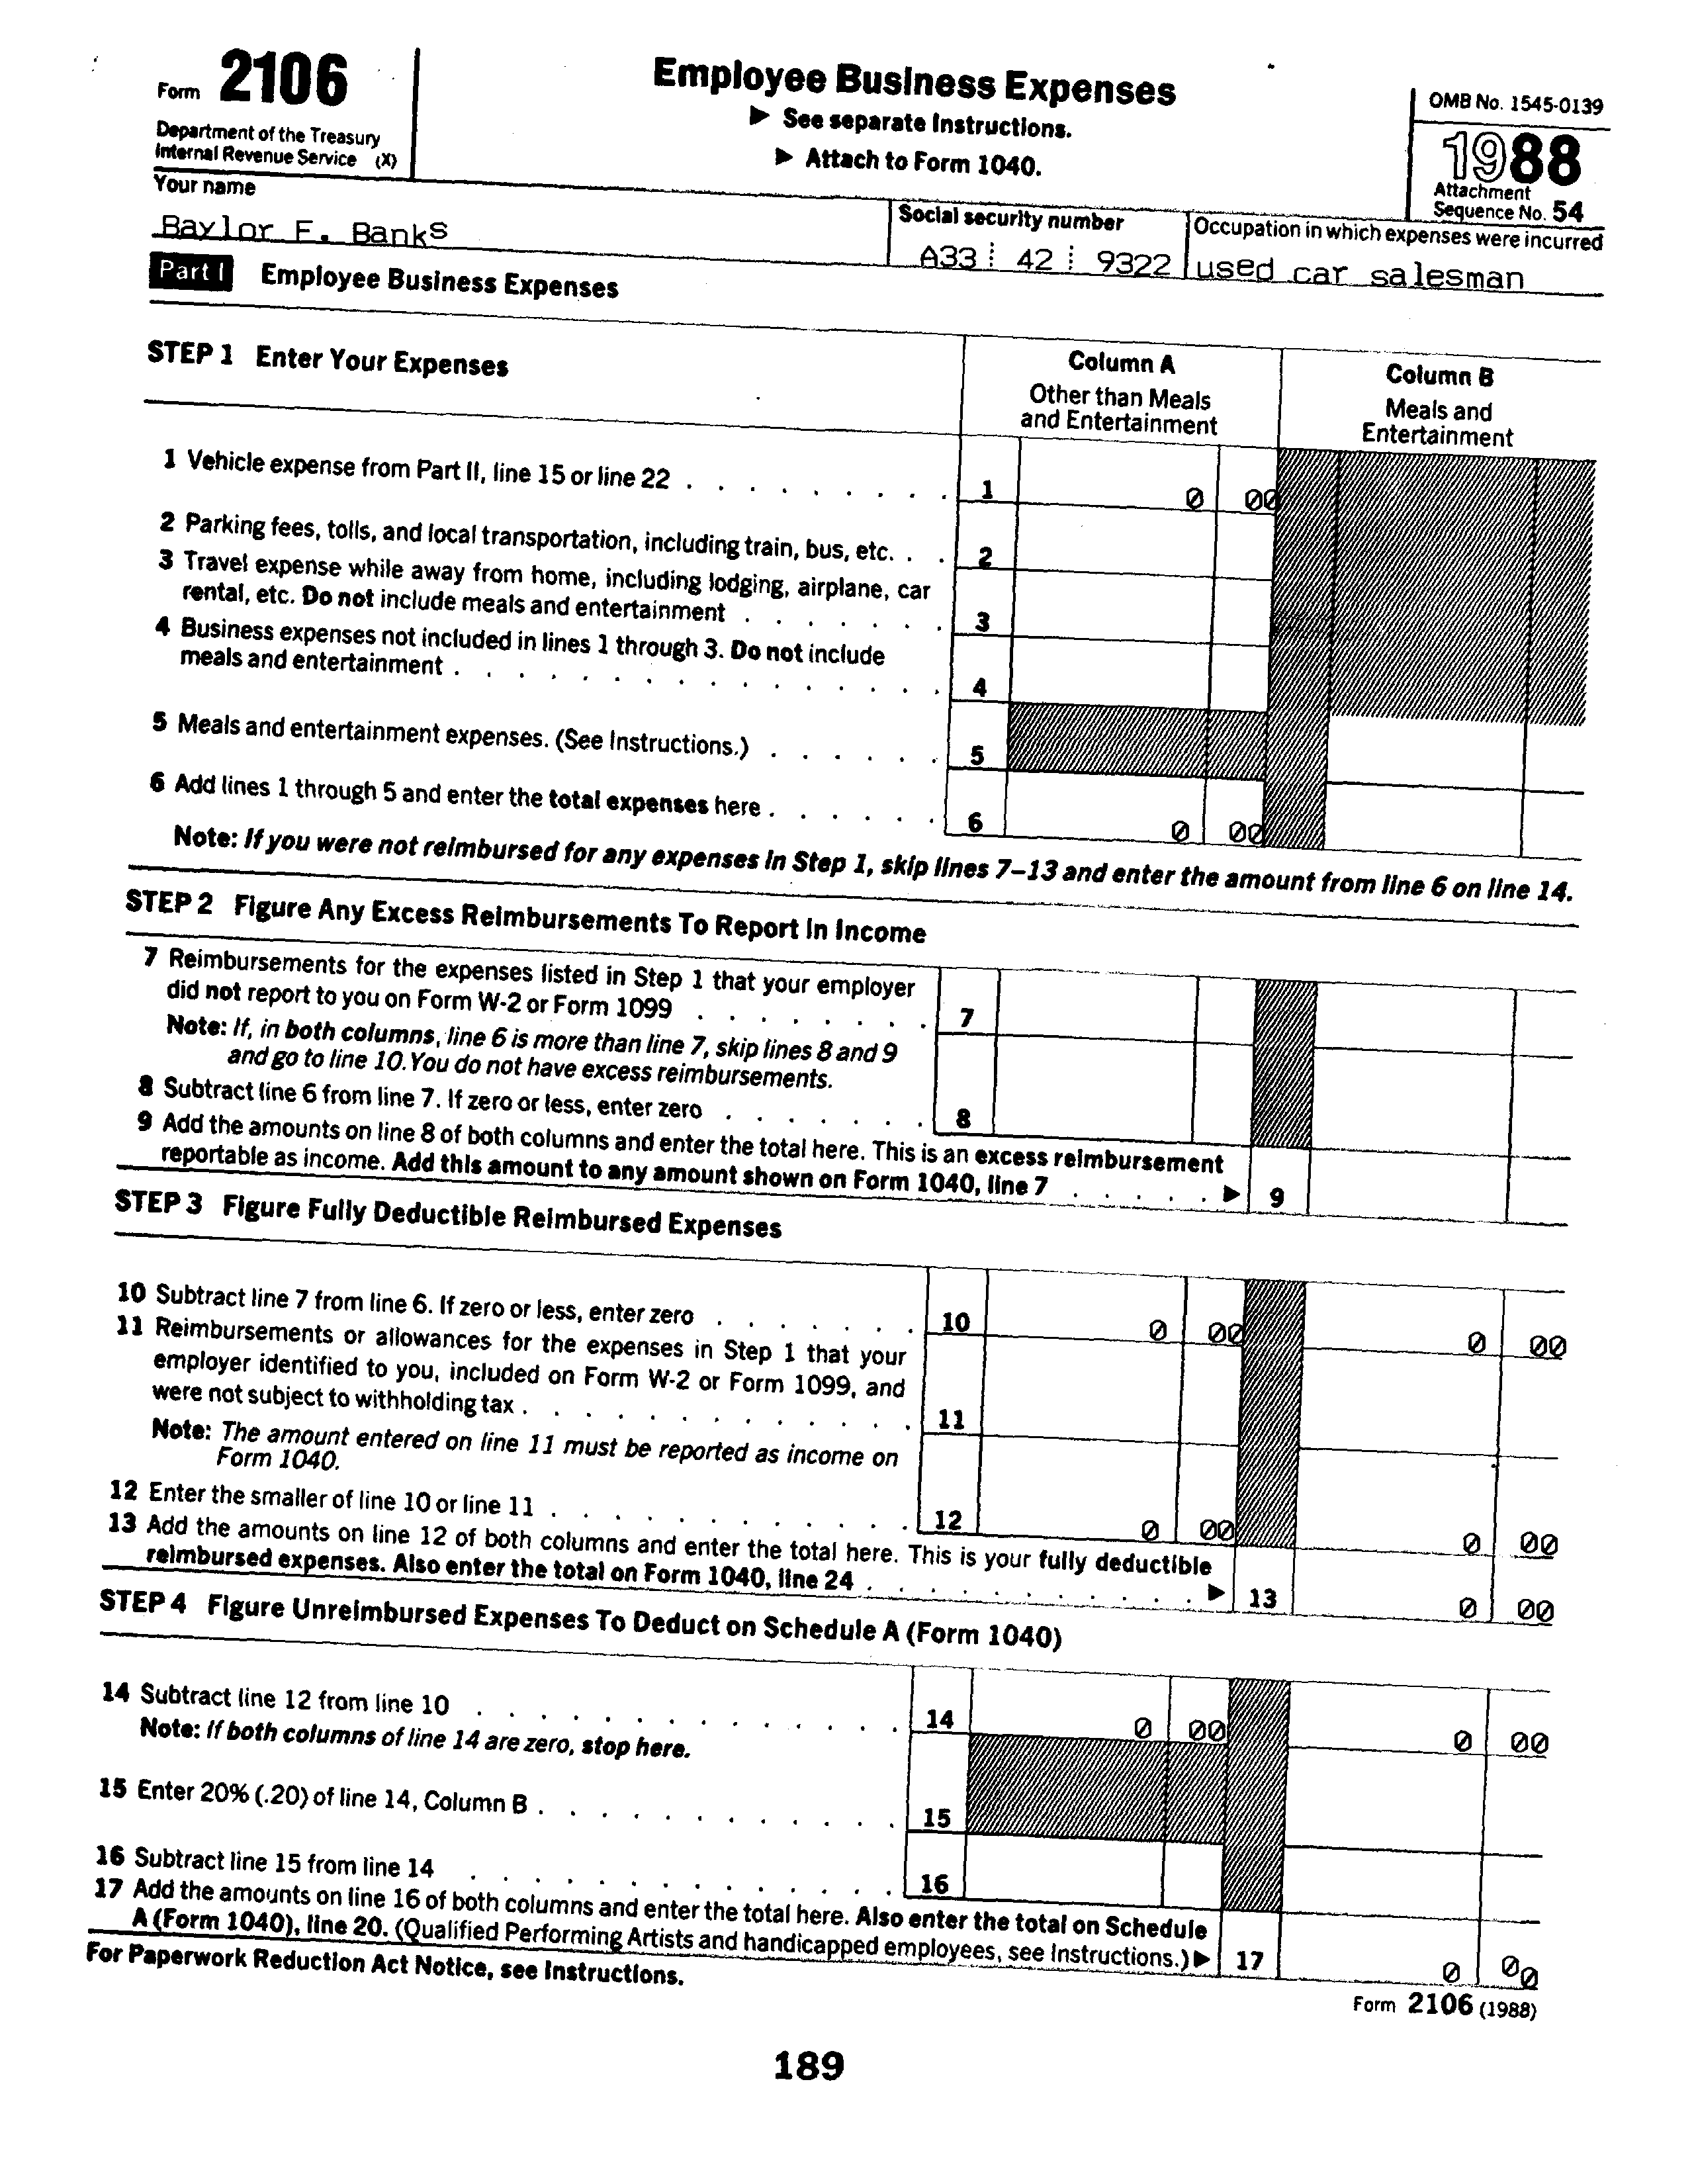 Form 2106
Department of the Treasury
Internal Revenue Service (X)
Employee Business Expenses
▶ See separate Instructions.
▶ Attach to Form 1040.
OMB No. 1545-0139
1988
Attachment
Sequence No. 54
Your name
Baylor F. Banks
Social security number
A33 42 9322
Occupation in which expenses were incurred
used car salesman
Part I Employee Business Expenses
STEP 1 Enter Your Expenses
Column A
Other than Meals
and Entertainment
Column B
Meals and
Entertainment
1 Vehicle expense from Part II, line 15 or line 22 . . . . . . . . . 1 0 00
2 Parking fees, tolls, and local transportation, including train, bus, etc. . . 2
3 Travel expense while away from home, including lodging, airplane, car
rental, etc. Do not include meals and entertainment . . . . . . . 3
4 Business expenses not included in lines 1 through 3. Do not include
meals and entertainment . . . . . . . . . . . . . . . . 4
5 Meals and entertainment expenses. (See Instructions.) . . . . . . 5
6 Add lines 1 through 5 and enter the total expenses here . . . . . . 6 0 00
Note: If you were not reimbursed for any expenses in Step 1, skip lines 7–13 and enter the amount from line 6 on line 14.
STEP 2 Figure Any Excess Reimbursements To Report In Income
7 Reimbursements for the expenses listed in Step 1 that your employer
did not report to you on Form W-2 or Form 1099 . . . . . . . . 7
Note: If, in both columns, line 6 is more than line 7, skip lines 8 and 9
and go to line 10. You do not have excess reimbursements.
8 Subtract line 6 from line 7. If zero or less, enter zero . . . . . . . 8
9 Add the amounts on line 8 of both columns and enter the total here. This is an excess reimbursement
reportable as income. Add this amount to any amount shown on Form 1040, line 7 . . . . . ▶ 9
STEP 3 Figure Fully Deductible Reimbursed Expenses
10 Subtract line 7 from line 6. If zero or less, enter zero . . . . . . . 10 0 00 0 00
11 Reimbursements or allowances for the expenses in Step 1 that your
employer identified to you, included on Form W-2 or Form 1099, and
were not subject to withholding tax . . . . . . . . . . . . . 11
Note: The amount entered on line 11 must be reported as income on
Form 1040.
12 Enter the smaller of line 10 or line 11 . . . . . . . . . . . . 12 0 00 0 00
13 Add the amounts on line 12 of both columns and enter the total here. This is your fully deductible
reimbursed expenses. Also enter the total on Form 1040, line 24 . . . . . . . . . . . ▶ 13 0 00
STEP 4 Figure Unreimbursed Expenses To Deduct on Schedule A (Form 1040)
14 Subtract line 12 from line 10 . . . . . . . . . . . . . . 14 0 00 0 00
Note: If both columns of line 14 are zero, stop here.
15 Enter 20% (.20) of line 14, Column B . . . . . . . . . . . . 15
16 Subtract line 15 from line 14 . . . . . . . . . . . . . . 16
17 Add the amounts on line 16 of both columns and enter the total here. Also enter the total on Schedule
A (Form 1040), line 20. (Qualified Performing Artists and handicapped employees, see Instructions.) ▶ 17 0 00
For Paperwork Reduction Act Notice, see Instructions.
Form 2106 (1988)
189